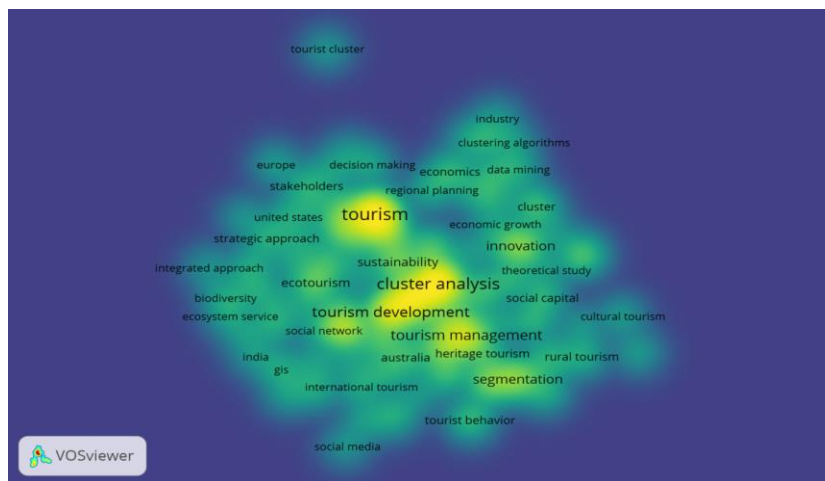 tourist cluster
industry
clustering algorithms
europe
decision making
economics
data mining
stakeholders
regional planning
united states
tourism
cluster
economic growth
strategic approach
innovation
integrated approach
sustainability
theoretical study
ecotourism
cluster analysis
biodiversity
social capital
ecosystem service
tourism development
cultural tourism
social network
tourism management
india
australia
heritage tourism
rural tourism
gis
international tourism
segmentation
tourist behavior
social media
VOSviewer